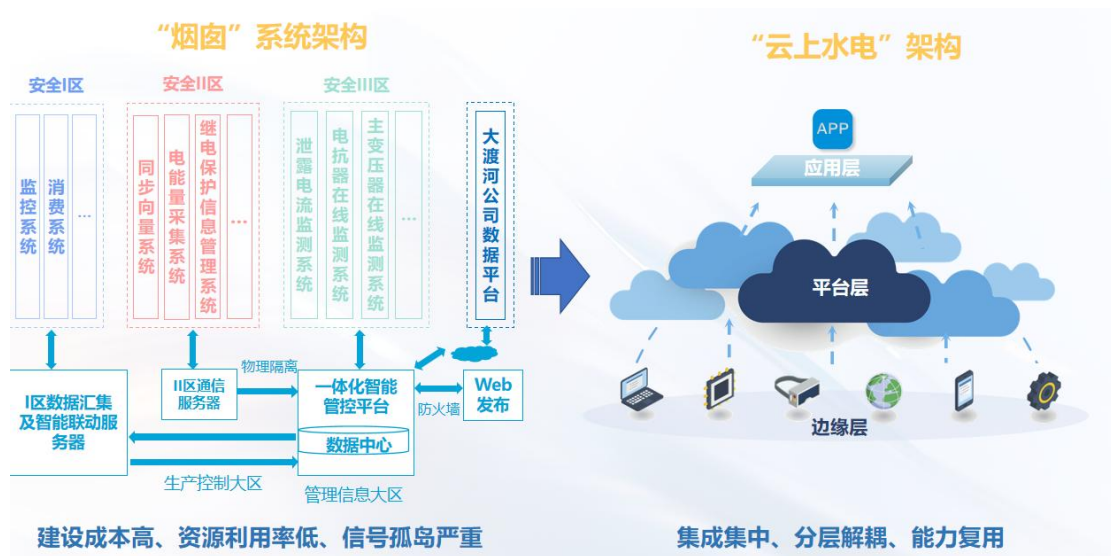 “烟囱”系统架构
“云上水电”架构
安全I区
安全II区
安全III区
监控系统
消费系统
...
同步向量系统
电能量采集系统
继电保护信息管理系统
...
泄露电流监测系统
电抗器在线监测系统
主变压器在线监测系统
...
大渡河公司数据平台
I区数据汇集
及智能联动服
务器
II区通信
服务器
物理隔离
一体化智能
管控平台
数据中心
防火墙
Web
发布
生产控制大区
管理信息大区
建设成本高、资源利用率低、信号孤岛严重
APP
应用层
平台层
边缘层
集成集中、分层解耦、能力复用